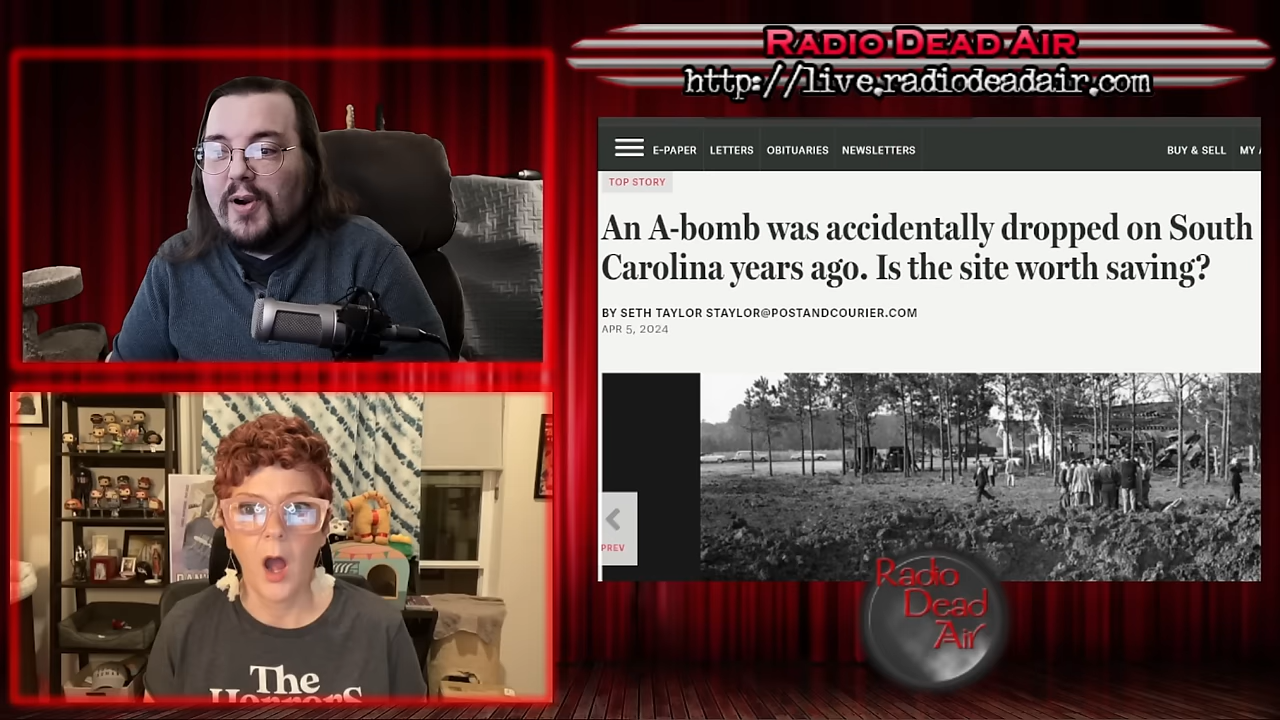 RADIO DEAD AIR
http://live.radiodeadair.com
E-PAPER LETTERS OBITUARIES NEWSLETTERS BUY & SELL MY
TOP STORY
An A-bomb was accidentally dropped on South
Carolina years ago. Is the site worth saving?
BY SETH TAYLOR STAYLOR@POSTANDCOURIER.COM
APR 5, 2024
PREV
Radio
Dead
Air
The
Horrors